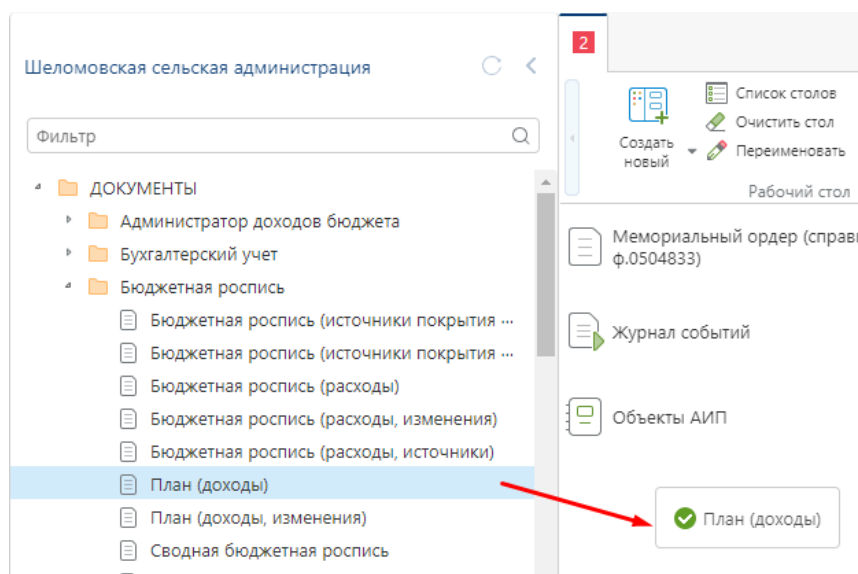 Шеломовская сельская администрация
Фильтр
ДОКУМЕНТЫ
Администратор доходов бюджета
Бухгалтерский учет
Бюджетная роспись
Бюджетная роспись (источники покрытия ···
Бюджетная роспись (источники покрытия ···
Бюджетная роспись (расходы)
Бюджетная роспись (расходы, изменения)
Бюджетная роспись (расходы, источники)
План (доходы)
План (доходы, изменения)
Сводная бюджетная роспись
2
Создать
новый
Список столов
Очистить стол
Переименовать
Рабочий стол
Мемориальный ордер (справ
ф.0504833)
Журнал событий
Объекты АИП
План (доходы)